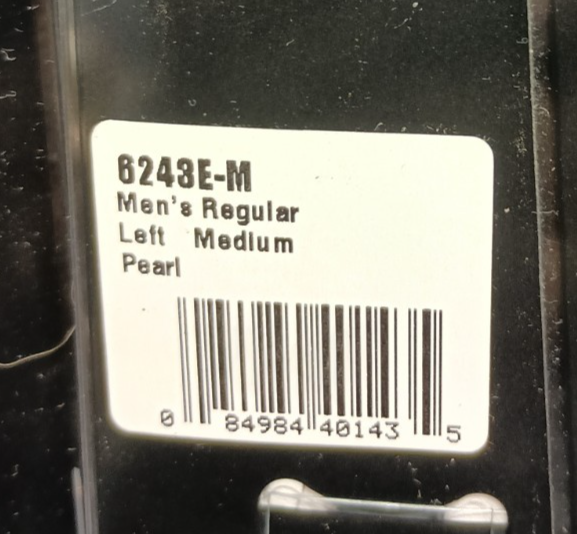 6243E-M
Men's Regular
Left Medium
Pearl
0 84984 40143 5